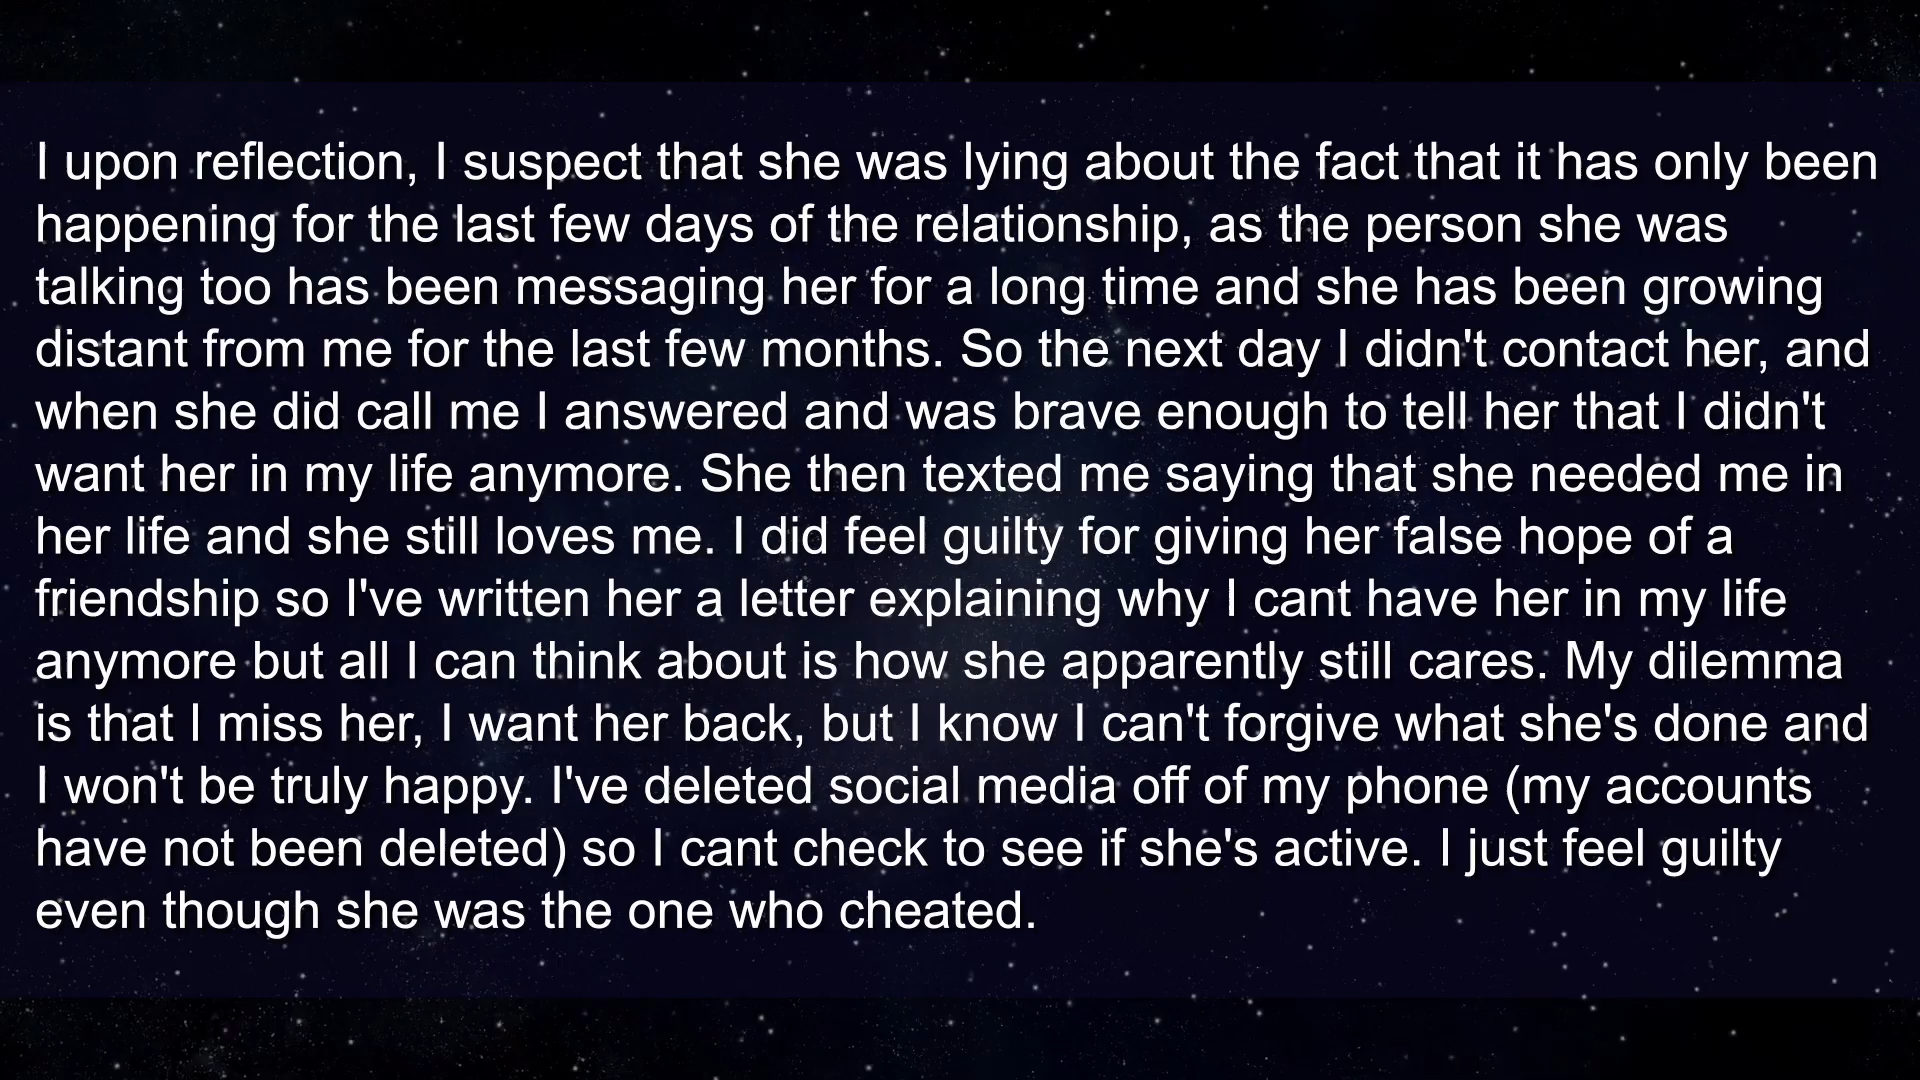 I upon reflection, I suspect that she was lying about the fact that it has only been
happening for the last few days of the relationship, as the person she was
talking too has been messaging her for a long time and she has been growing
distant from me for the last few months. So the next day I didn't contact her, and
when she did call me I answered and was brave enough to tell her that I didn't
want her in my life anymore. She then texted me saying that she needed me in
her life and she still loves me. I did feel guilty for giving her false hope of a
friendship so I've written her a letter explaining why I cant have her in my life
anymore but all I can think about is how she apparently still cares. My dilemma
is that I miss her, I want her back, but I know I can't forgive what she's done and
I won't be truly happy. I've deleted social media off of my phone (my accounts
have not been deleted) so I cant check to see if she's active. I just feel guilty
even though she was the one who cheated.